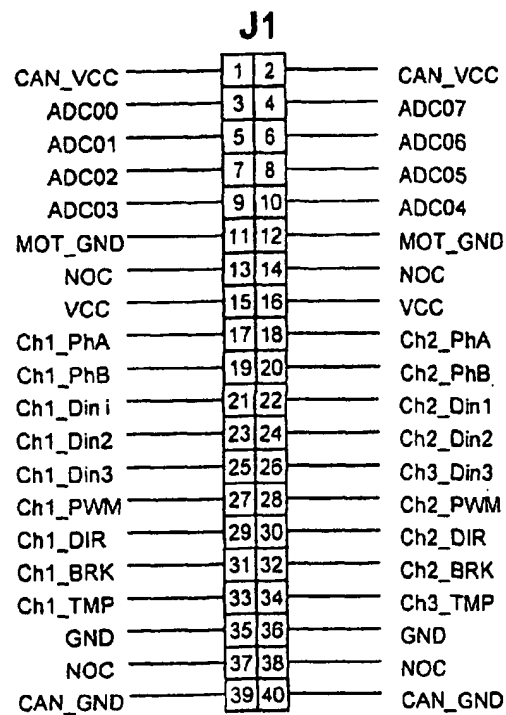 J1
CAN_VCC 1 2 CAN_VCC
ADC00 3 4 ADC07
ADC01 5 6 ADC06
ADC02 7 8 ADC05
ADC03 9 10 ADC04
MOT_GND 11 12 MOT_GND
NOC 13 14 NOC
VCC 15 16 VCC
Ch1_PhA 17 18 Ch2_PhA
Ch1_PhB 19 20 Ch2_PhB
Ch1_Din i 21 22 Ch2_Din1
Ch1_Din2 23 24 Ch2_Din2
Ch1_Din3 25 26 Ch3_Din3
Ch1_PWM 27 28 Ch2_PWM
Ch1_DIR 29 30 Ch2_DIR
Ch1_BRK 31 32 Ch2_BRK
Ch1_TMP 33 34 Ch3_TMP
GND 35 36 GND
NOC 37 38 NOC
CAN_GND 39 40 CAN_GND